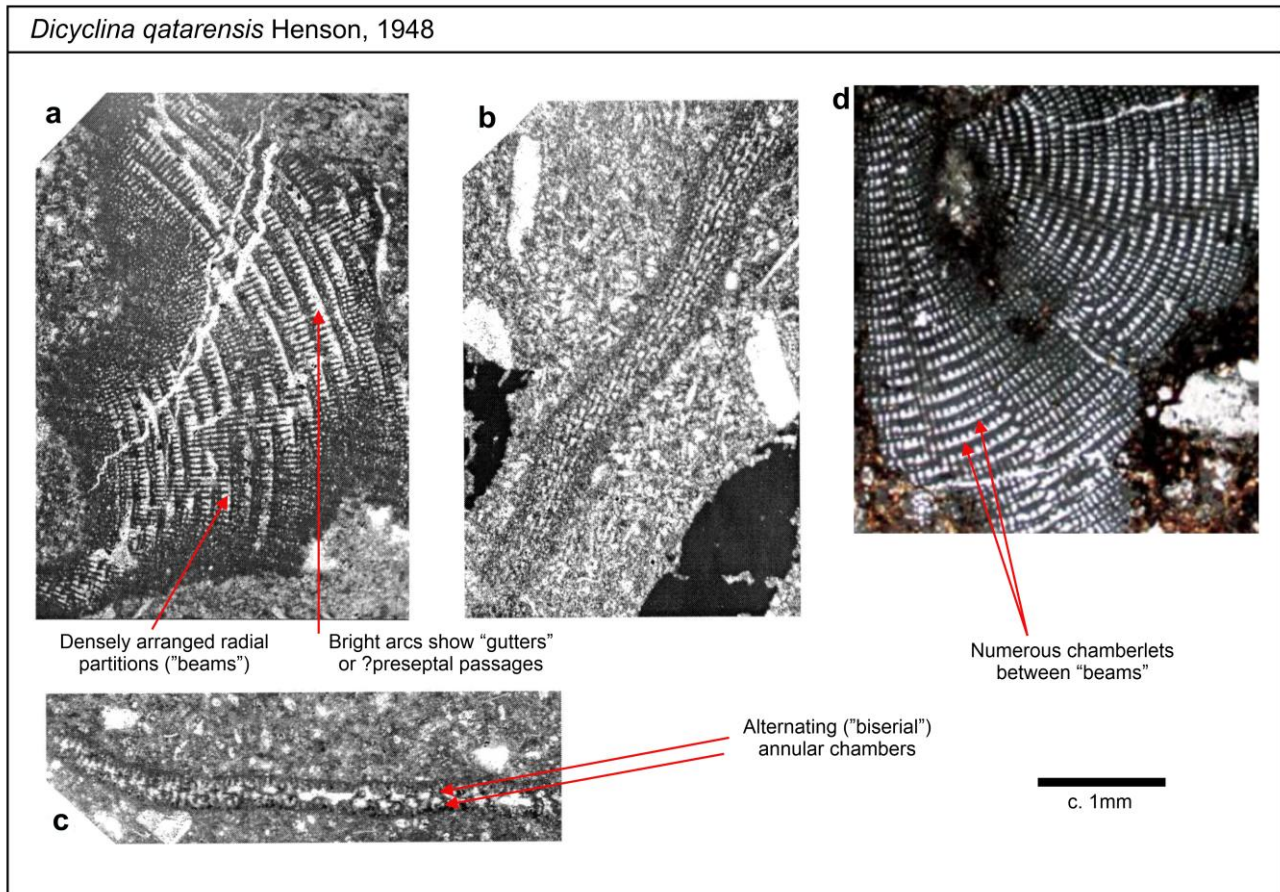 Dicyclina qatarensis Henson, 1948
a
b
d
Densely arranged radial
partitions ("beams")
Bright arcs show “gutters”
or ?preseptal passages
Numerous chamberlets
between “beams”
Alternating ("biserial")
annular chambers
c
c. 1mm